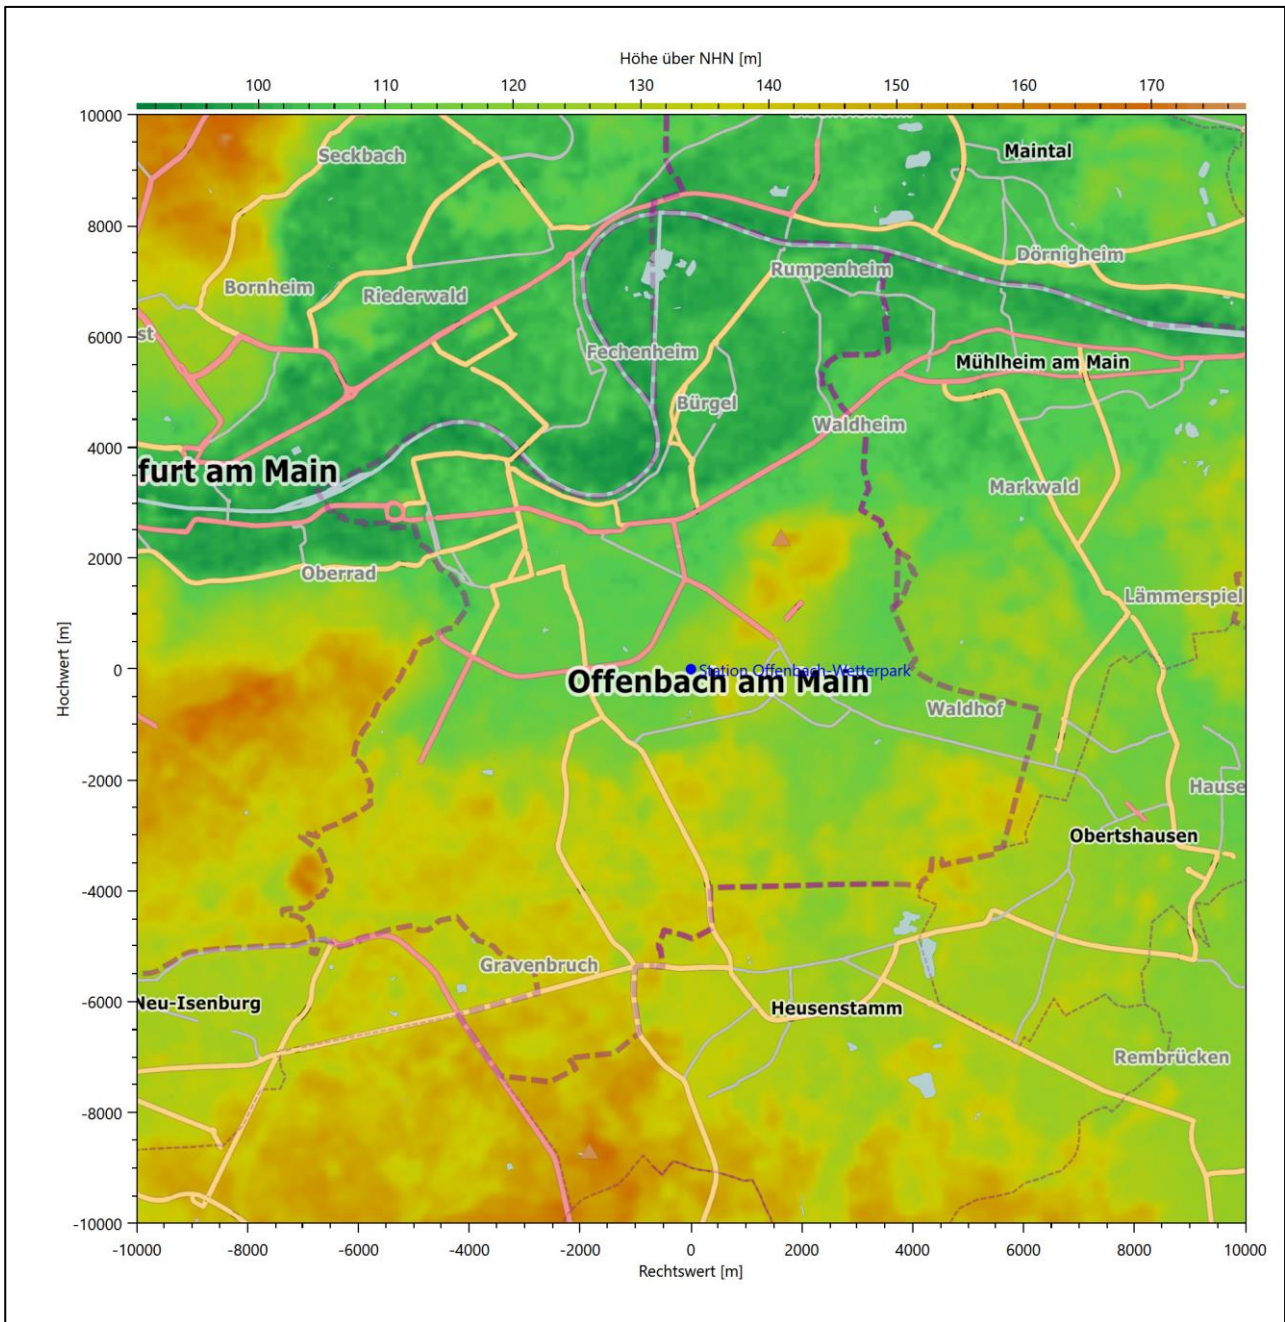 Höhe über NHN [m]
100 110 120 130 140 150 160 170
10000
8000
6000
4000
2000
0
-2000
-4000
-6000
-8000
-10000
Hochwert [m]
Seckbach
Maintal
Dörnigheim
Rumpenheim
Bornheim
Riederwald
st
Fechenheim
Mühlheim am Main
Bürgel
Waldheim
furt am Main
Markwald
Oberrad
Lämmerspiel
Station Offenbach-Wetterpark
Offenbach am Main
Waldhof
Hause
Obertshausen
Gravenbruch
Neu-Isenburg
Heusenstamm
Rembrücken
-10000 -8000 -6000 -4000 -2000 0 2000 4000 6000 8000 10000
Rechtswert [m]